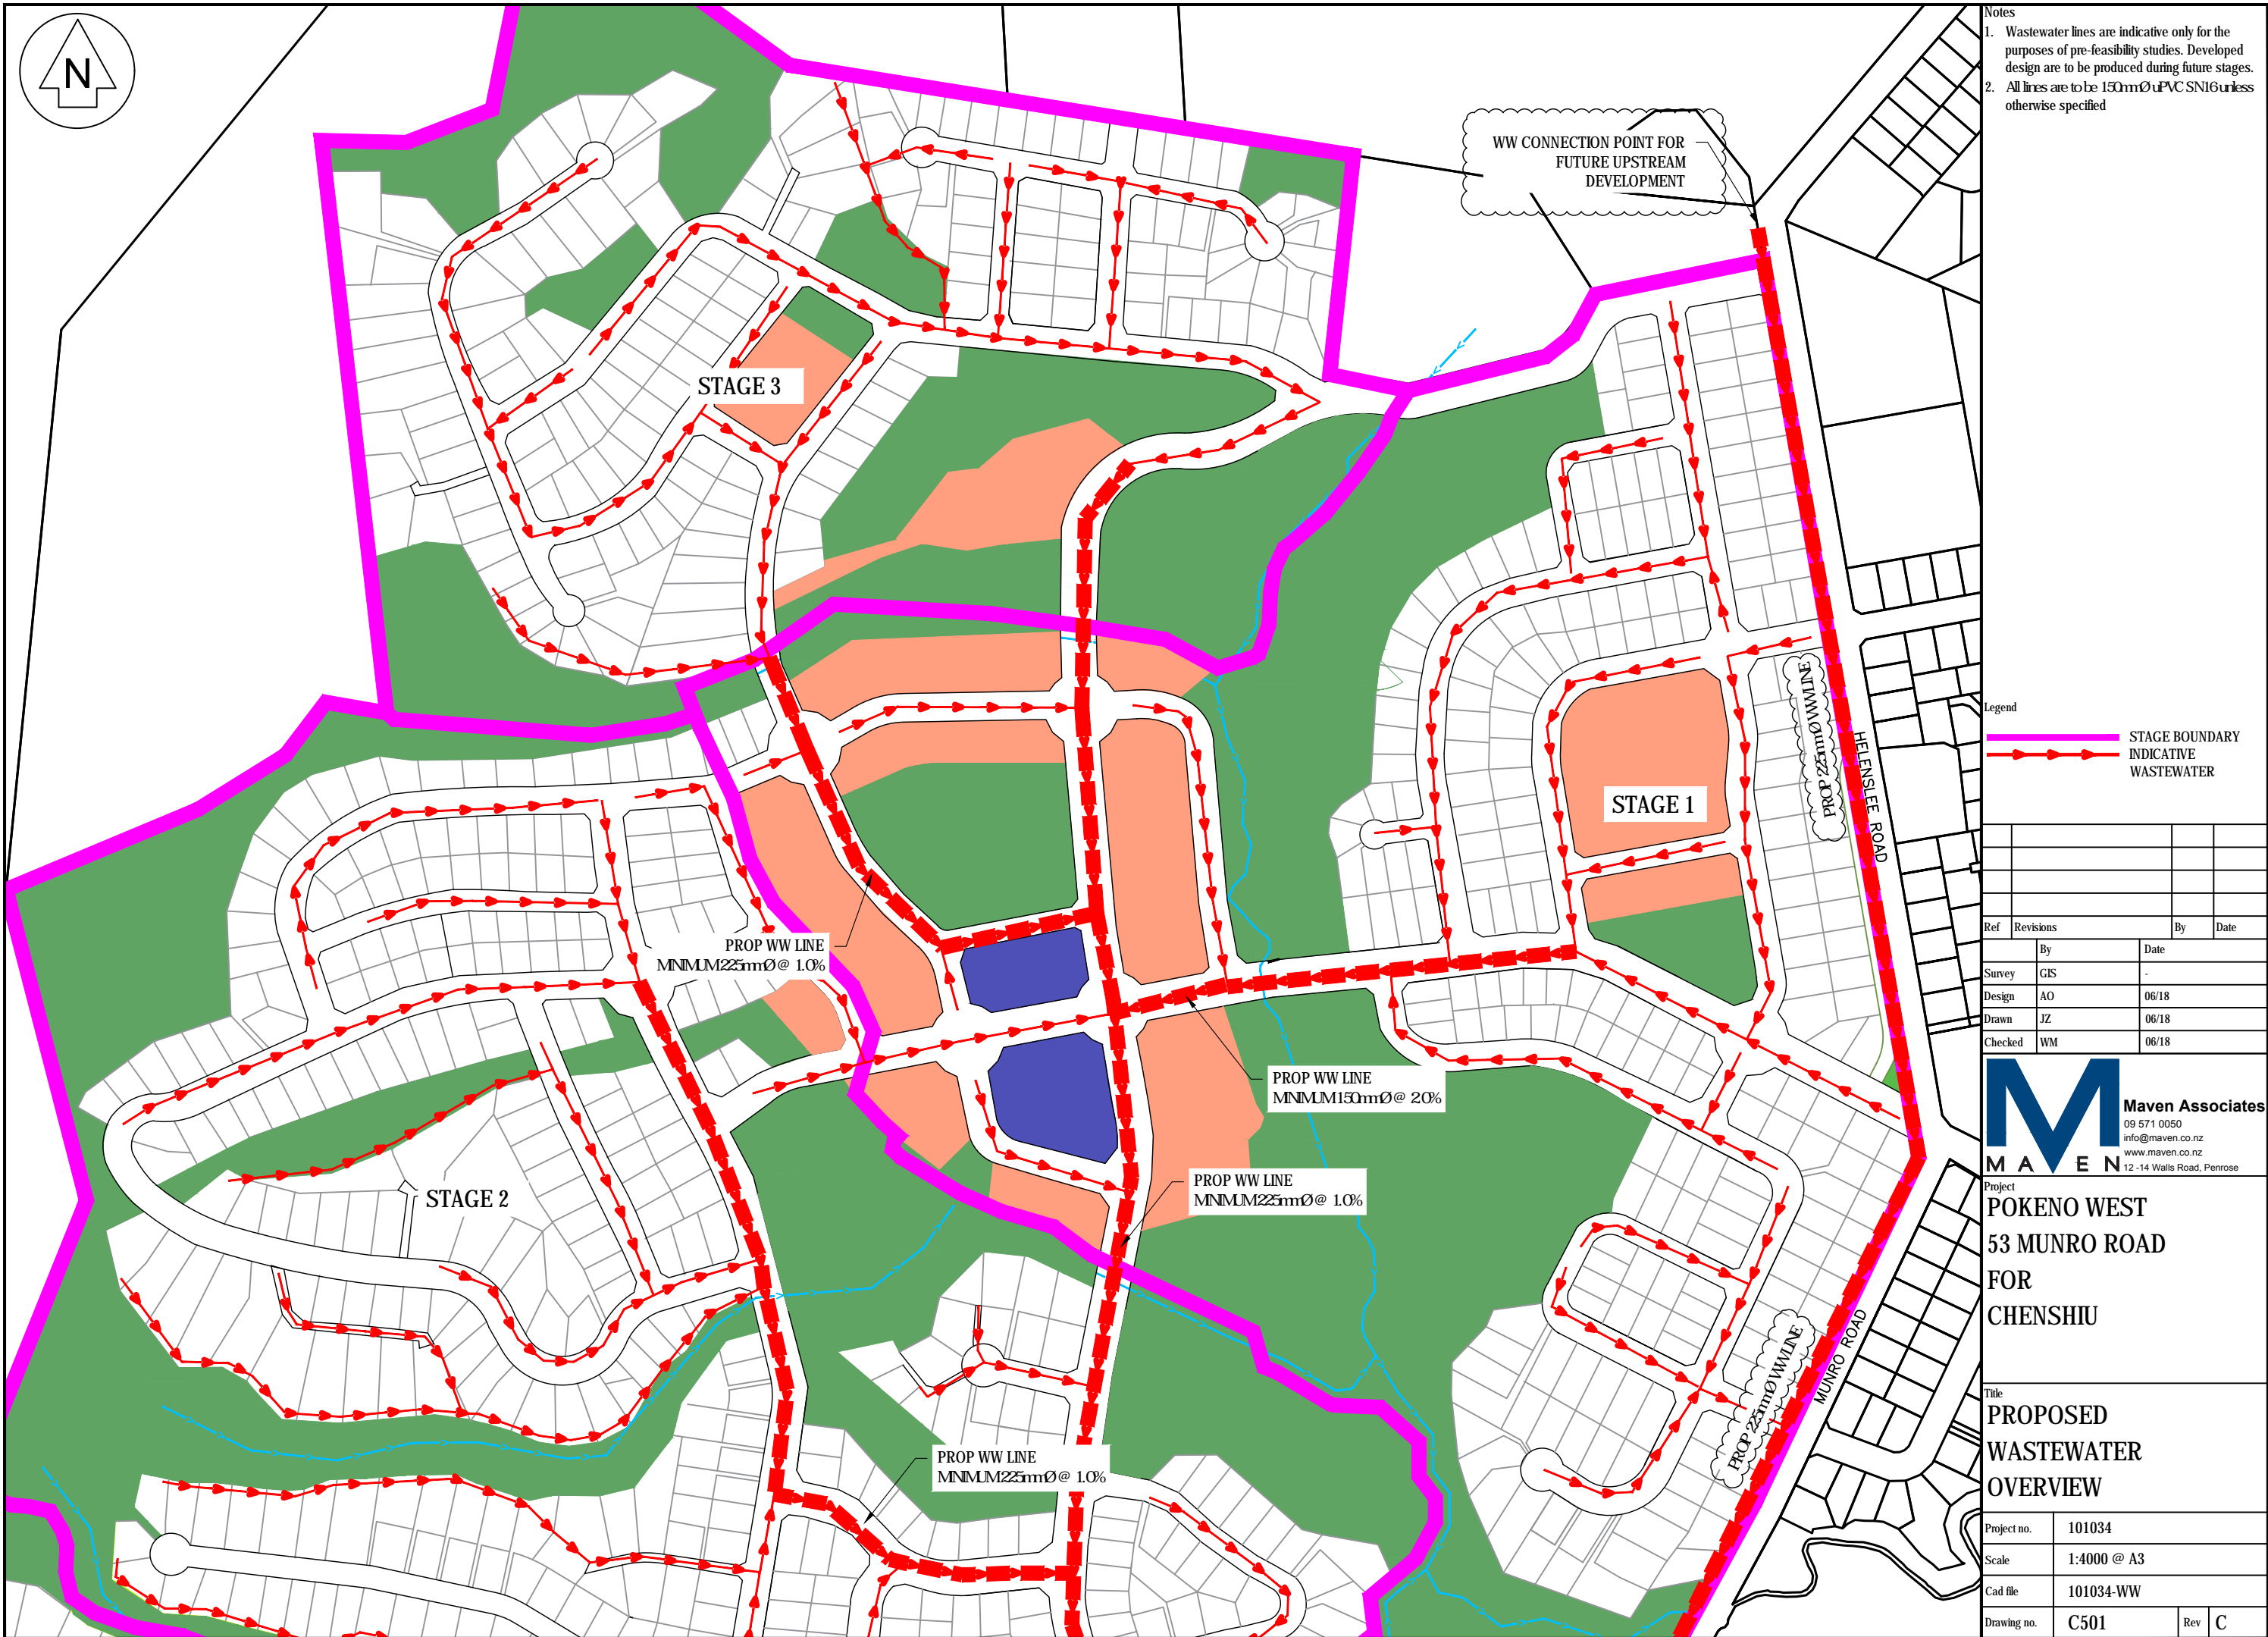 N
WW CONNECTION POINT FOR
FUTURE UPSTREAM
DEVELOPMENT
STAGE 3
STAGE 1
PROP 225mmØ WW LINE
HELENSLEE ROAD
PROP WW LINE
MINIMUM 225mmØ @ 1.0%
PROP WW LINE
MINIMUM 150mmØ @ 2.0%
PROP WW LINE
MINIMUM 225mmØ @ 1.0%
STAGE 2
PROP WW LINE
MINIMUM 225mmØ @ 1.0%
PROP 225mmØ WW LINE
MUNRO ROAD
Notes
1. Wastewater lines are indicative only for the
purposes of pre-feasibility studies. Developed
design are to be produced during future stages.
2. All lines are to be 150mmØ uPVC SN16 unless
otherwise specified
Legend
STAGE BOUNDARY
INDICATIVE
WASTEWATER
Ref Revisions By Date
By Date
Survey GIS -
Design AO 06/18
Drawn JZ 06/18
Checked WM 06/18
MAVEN
Maven Associates
09 571 0050
info@maven.co.nz
www.maven.co.nz
12 -14 Walls Road, Penrose
Project
POKENO WEST
53 MUNRO ROAD
FOR
CHENSHIU
Title
PROPOSED
WASTEWATER
OVERVIEW
Project no. 101034
Scale 1:4000 @ A3
Cad file 101034-WW
Drawing no. C501 Rev C